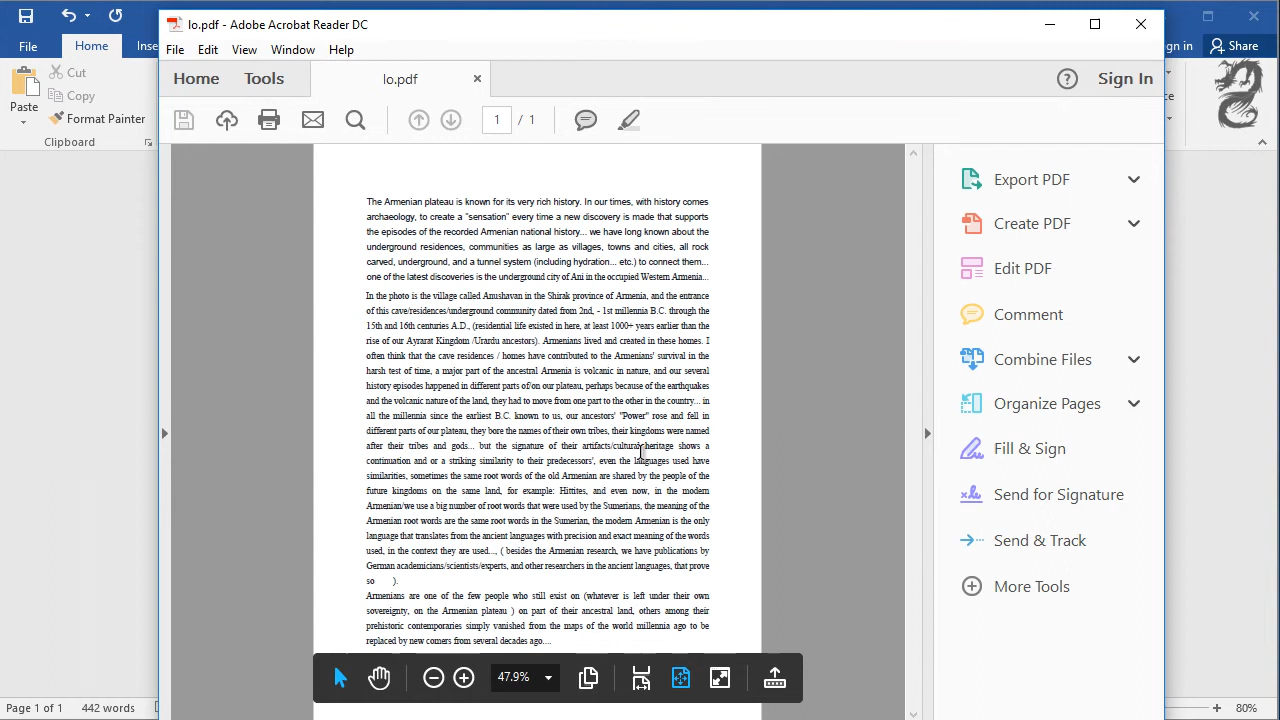 lo.pdf - Adobe Acrobat Reader DC
File Home Inse
gn in Share
File Edit View Window Help
Home Tools lo.pdf Sign In
Paste
Cut
Copy
Format Painter
Clipboard
1 / 1
The Armenian plateau is known for its very rich history. In our times, with history comes
archaeology, to create a "sensation" every time a new discovery is made that supports
the episodes of the recorded Armenian national history... we have long known about the
underground residences, communities as large as villages, towns and cities, all rock
carved, underground, and a tunnel system (including hydration... etc.) to connect them...
one of the latest discoveries is the underground city of Ani in the occupied Western Armenia...
In the photo is the village called Anushavan in the Shirak province of Armenia, and the entrance
of this cave/residences/underground community dated from 2nd, - 1st millennia B.C. through the
15th and 16th centuries A.D., (residential life existed in here, at least 1000+ years earlier than the
rise of our Ayrarat Kingdom /Urardu ancestors). Armenians lived and created in these homes. I
often think that the cave residences / homes have contributed to the Armenians' survival in the
harsh test of time, a major part of the ancestral Armenia is volcanic in nature, and our several
history episodes happened in different parts of/on our plateau, perhaps because of the earthquakes
and the volcanic nature of the land, they had to move from one part to the other in the country... in
all the millennia since the earliest B.C. known to us, our ancestors' "Power" rose and fell in
different parts of our plateau, they bore the names of their own tribes, their kingdoms were named
after their tribes and gods... but the signature of their artifacts/cultural heritage shows a
continuation and or a striking similarity to their predecessors', even the languages used have
similarities, sometimes the same root words of the old Armenian are shared by the people of the
future kingdoms on the same land, for example: Hittites, and even now, in the modern
Armenian/we use a big number of root words that were used by the Sumerians, the meaning of the
Armenian root words are the same root words in the Sumerian, the modern Armenian is the only
language that translates from the ancient languages with precision and exact meaning of the words
used, in the context they are used..., ( besides the Armenian research, we have publications by
German academicians/scientists/experts, and other researchers in the ancient languages, that prove
so ).
Armenians are one of the few people who still exist on (whatever is left under their own
sovereignty, on the Armenian plateau ) on part of their ancestral land, others among their
prehistoric contemporaries simply vanished from the maps of the world millennia ago to be
replaced by new comers from several decades ago....
Export PDF
Create PDF
Edit PDF
Comment
Combine Files
Organize Pages
Fill & Sign
Send for Signature
Send & Track
More Tools
47.9%
Page 1 of 1 442 words
80%